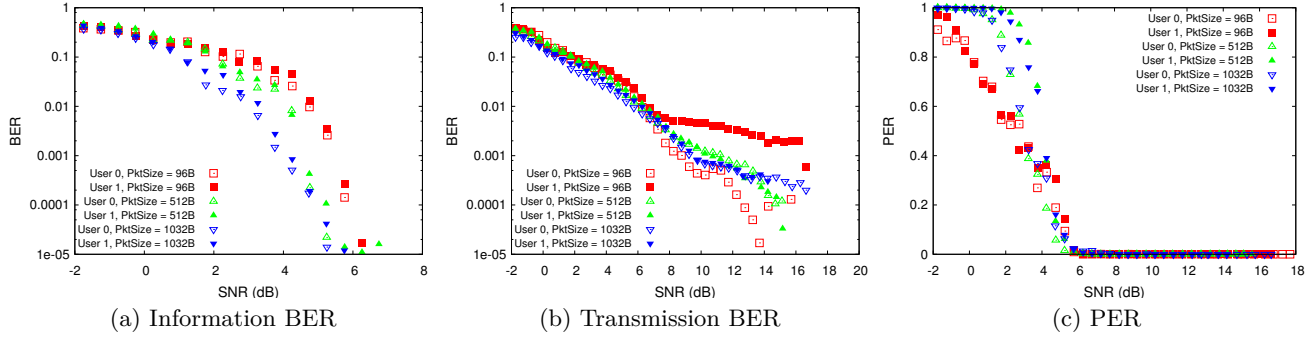 BER
1
0.1
0.01
0.001
0.0001
1e-05
-2
0
2
4
6
8
SNR (dB)
User 0, PktSize = 96B
User 1, PktSize = 96B
User 0, PktSize = 512B
User 1, PktSize = 512B
User 0, PktSize = 1032B
User 1, PktSize = 1032B
(a) Information BER
BER
1
0.1
0.01
0.001
0.0001
1e-05
-2
0
2
4
6
8
10
12
14
16
18
20
SNR (dB)
User 0, PktSize = 96B
User 1, PktSize = 96B
User 0, PktSize = 512B
User 1, PktSize = 512B
User 0, PktSize = 1032B
User 1, PktSize = 1032B
(b) Transmission BER
PER
1
0.8
0.6
0.4
0.2
0
-2
0
2
4
6
8
10
12
14
16
18
SNR (dB)
User 0, PktSize = 96B
User 1, PktSize = 96B
User 0, PktSize = 512B
User 1, PktSize = 512B
User 0, PktSize = 1032B
User 1, PktSize = 1032B
(c) PER